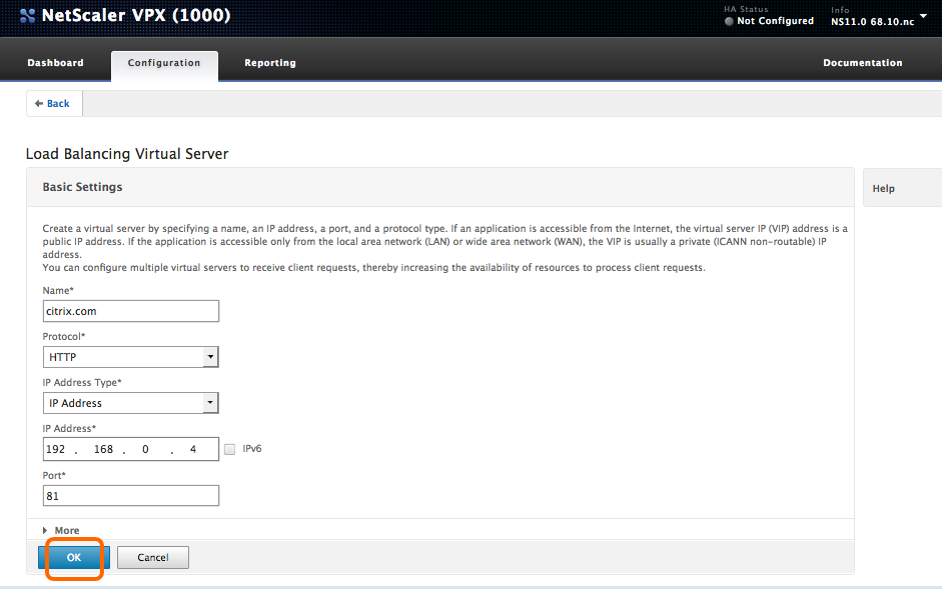 NetScaler VPX (1000)
HA Status
Not Configured
Info
NS11.0 68.10.nc
Dashboard
Configuration
Reporting
Documentation
Back
Load Balancing Virtual Server
Basic Settings
Help
Create a virtual server by specifying a name, an IP address, a port, and a protocol type. If an application is accessible from the Internet, the virtual server IP (VIP) address is a
public IP address. If the application is accessible only from the local area network (LAN) or wide area network (WAN), the VIP is usually a private (ICANN non-routable) IP
address.
You can configure multiple virtual servers to receive client requests, thereby increasing the availability of resources to process client requests.
Name*
citrix.com
Protocol*
HTTP
IP Address Type*
IP Address
IP Address*
192 . 168 . 0 . 4
IPv6
Port*
81
More
OK
Cancel